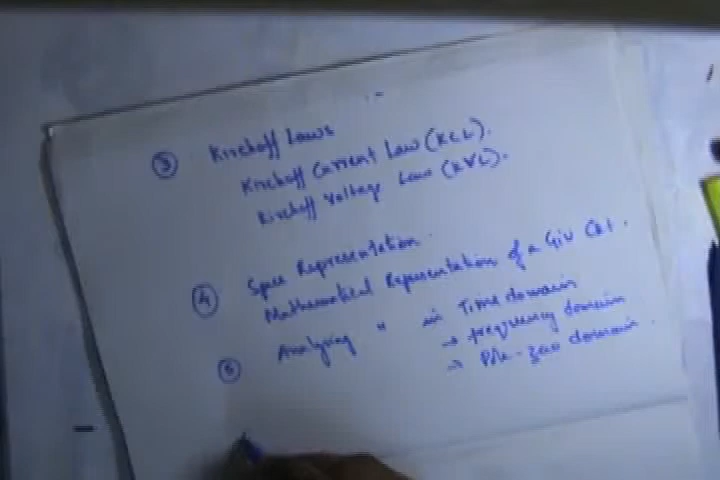 ③ Kirchoff Laws
Kirchoff Current Law (KCL).
Kirchoff Voltage Law (KVL).
④ Spice Representation.
Mathematical Representation of a Giv Ckt.
⑤ Analysing " in Time domain
→ frequency domain
→ Pole-zero domain.